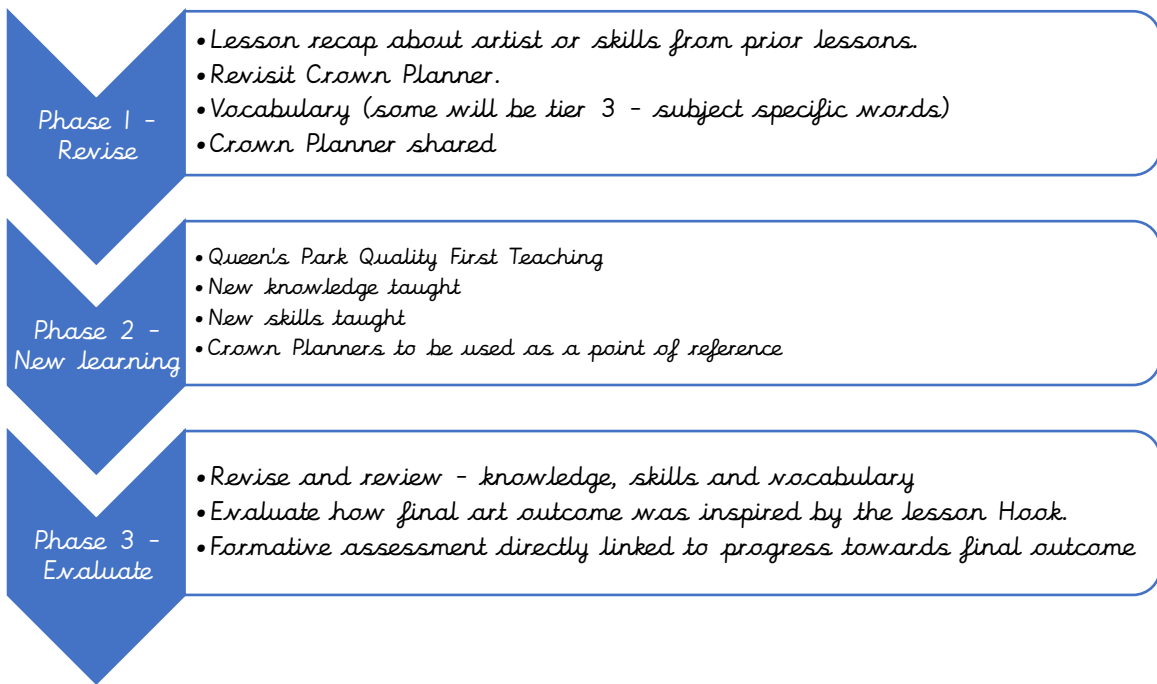 Phase 1 -
Revise
• Lesson recap about artist or skills from prior lessons.
• Revisit Crown Planner.
• Vocabulary (some will be tier 3 - subject specific words)
• Crown Planner shared
Phase 2 -
New learning
• Queen's Park Quality First Teaching
• New knowledge taught
• New skills taught
• Crown Planners to be used as a point of reference
Phase 3 -
Evaluate
• Revise and review - knowledge, skills and vocabulary
• Evaluate how final art outcome was inspired by the lesson Hook.
• Formative assessment directly linked to progress towards final outcome